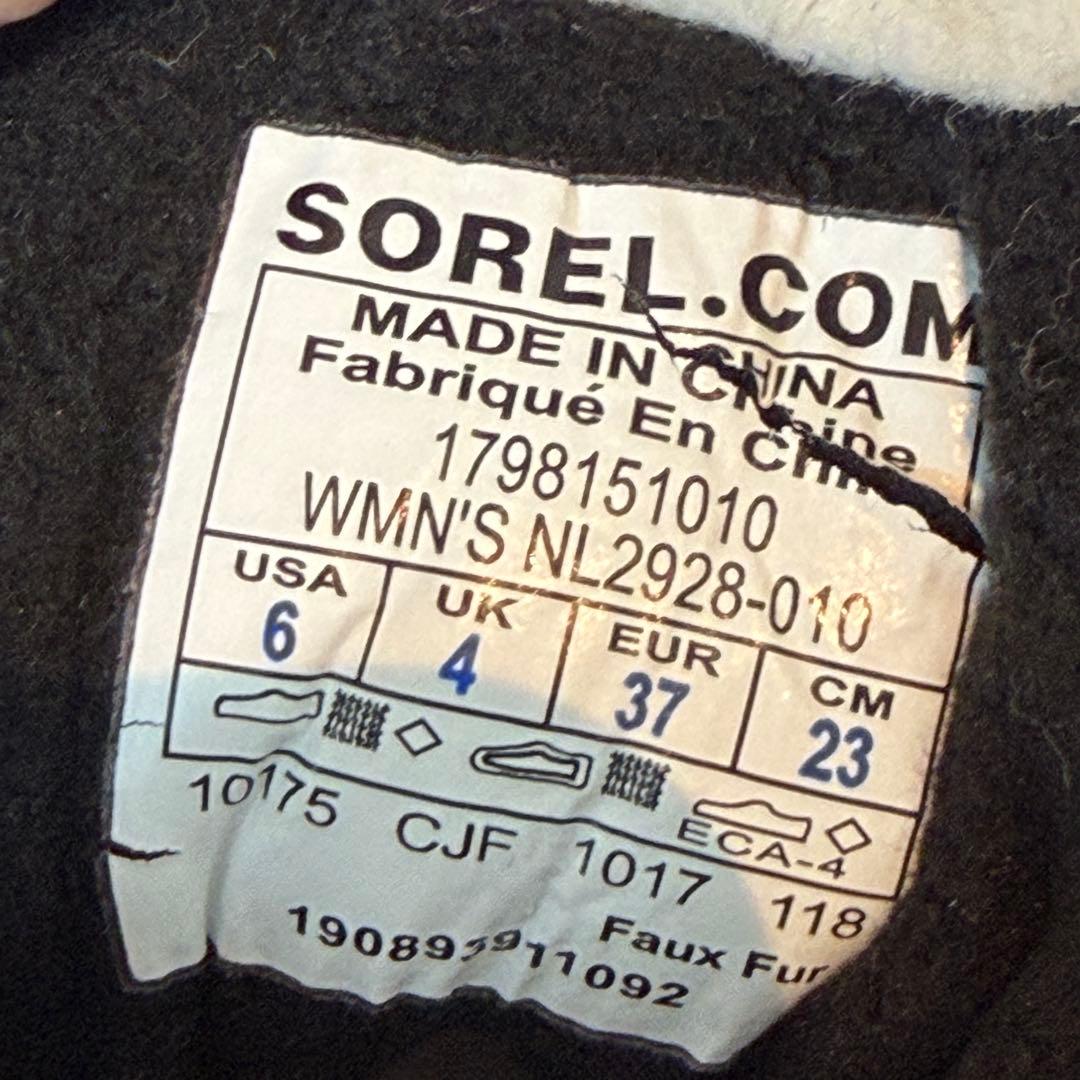 SOREL.COM
MADE IN CHINA
Fabriqué En Chine
1798151010
WMN'S NL2928-010
USA UK EUR CM
6 4 37 23
ECA-4
10175 CJF 1017 118
Faux Fur